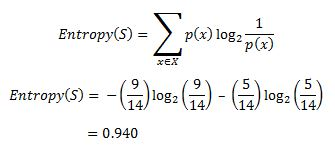 Entropy(S) = ∑ x∈X p(x) log₂ 1/p(x)
Entropy(S) = −(9/14) log₂ (9/14) − (5/14) log₂ (5/14)
= 0.940